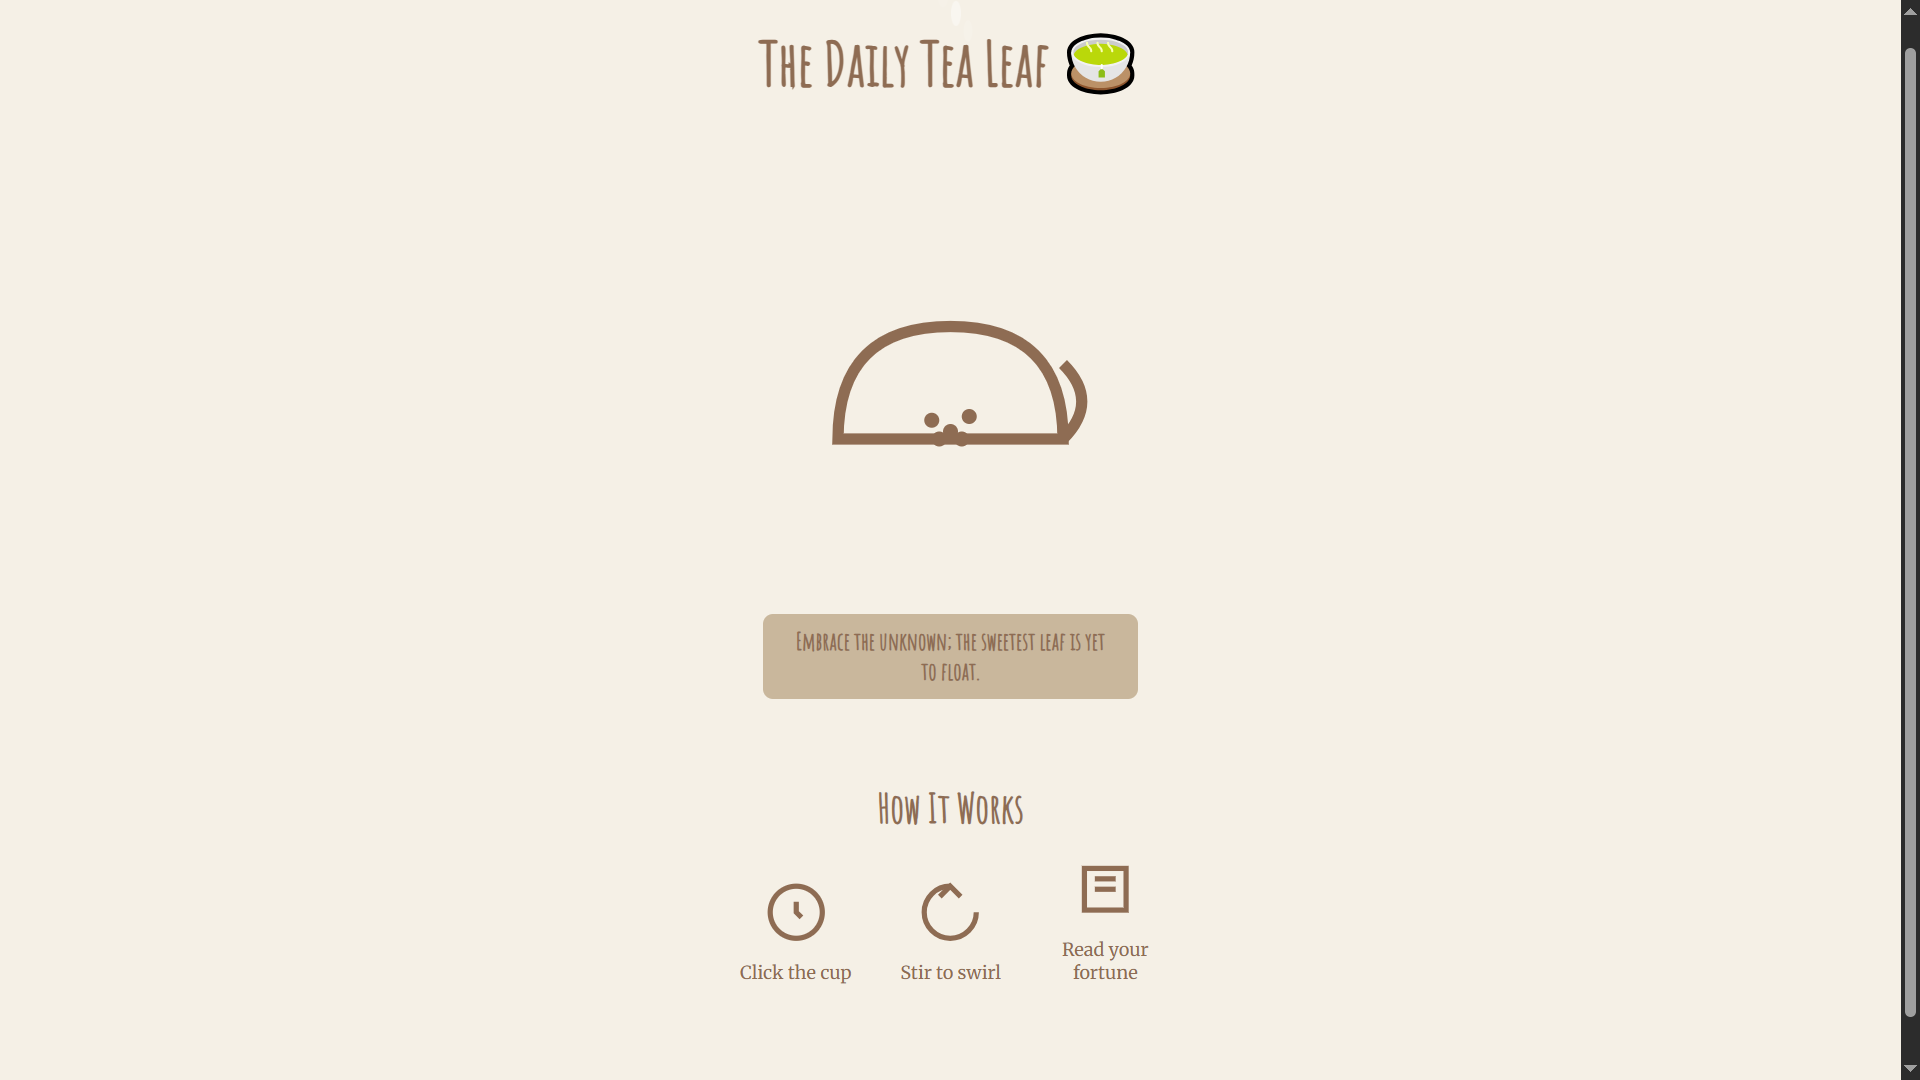 The Daily Tea Leaf 🍵
Embrace the unknown; the sweetest leaf is yet
to float.
How It Works
Click the cup
Stir to swirl
Read your
fortune